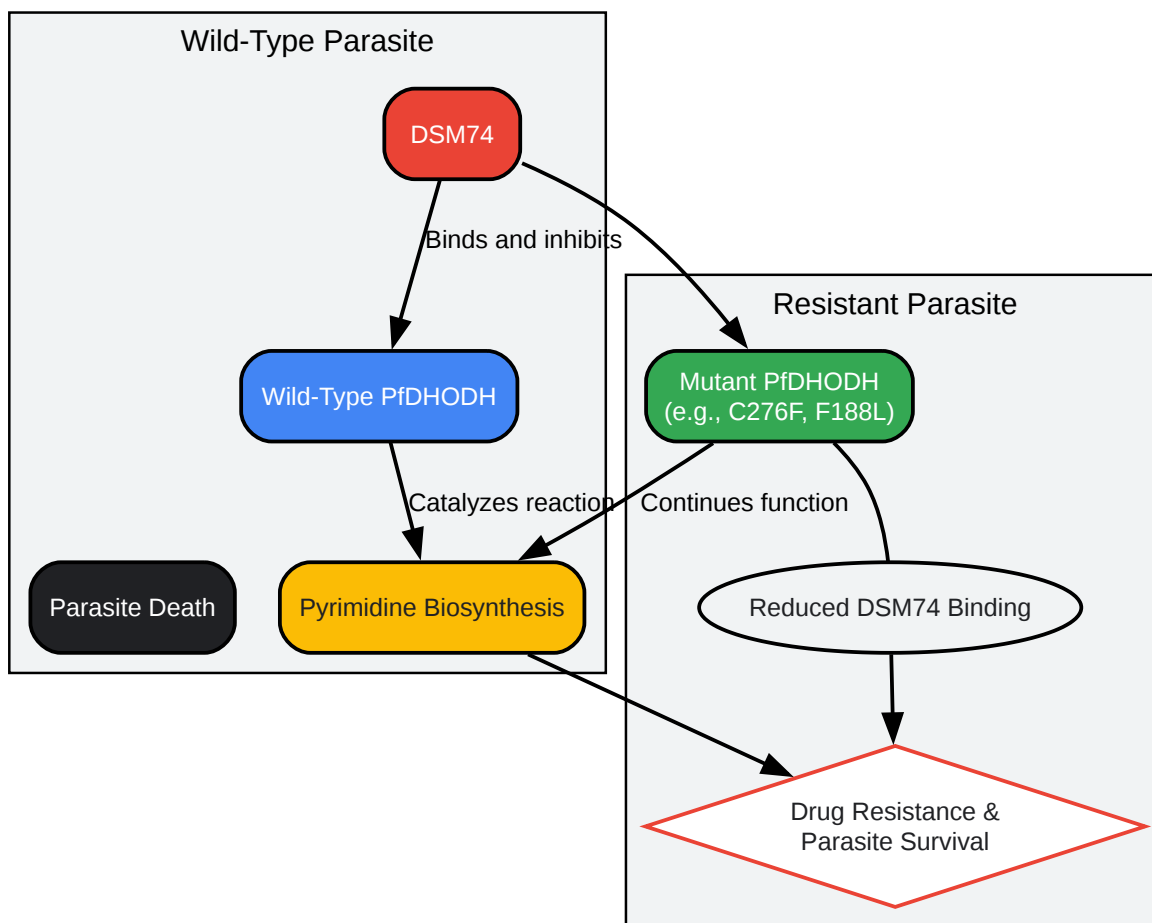 Wild-Type Parasite
DSM74
Binds and inhibits
Resistant Parasite
Wild-Type PfDHODH
Mutant PfDHODH
(e.g., C276F, F188L)
Catalyzes reaction
Continues function
Parasite Death
Pyrimidine Biosynthesis
Reduced DSM74 Binding
Drug Resistance &
Parasite Survival